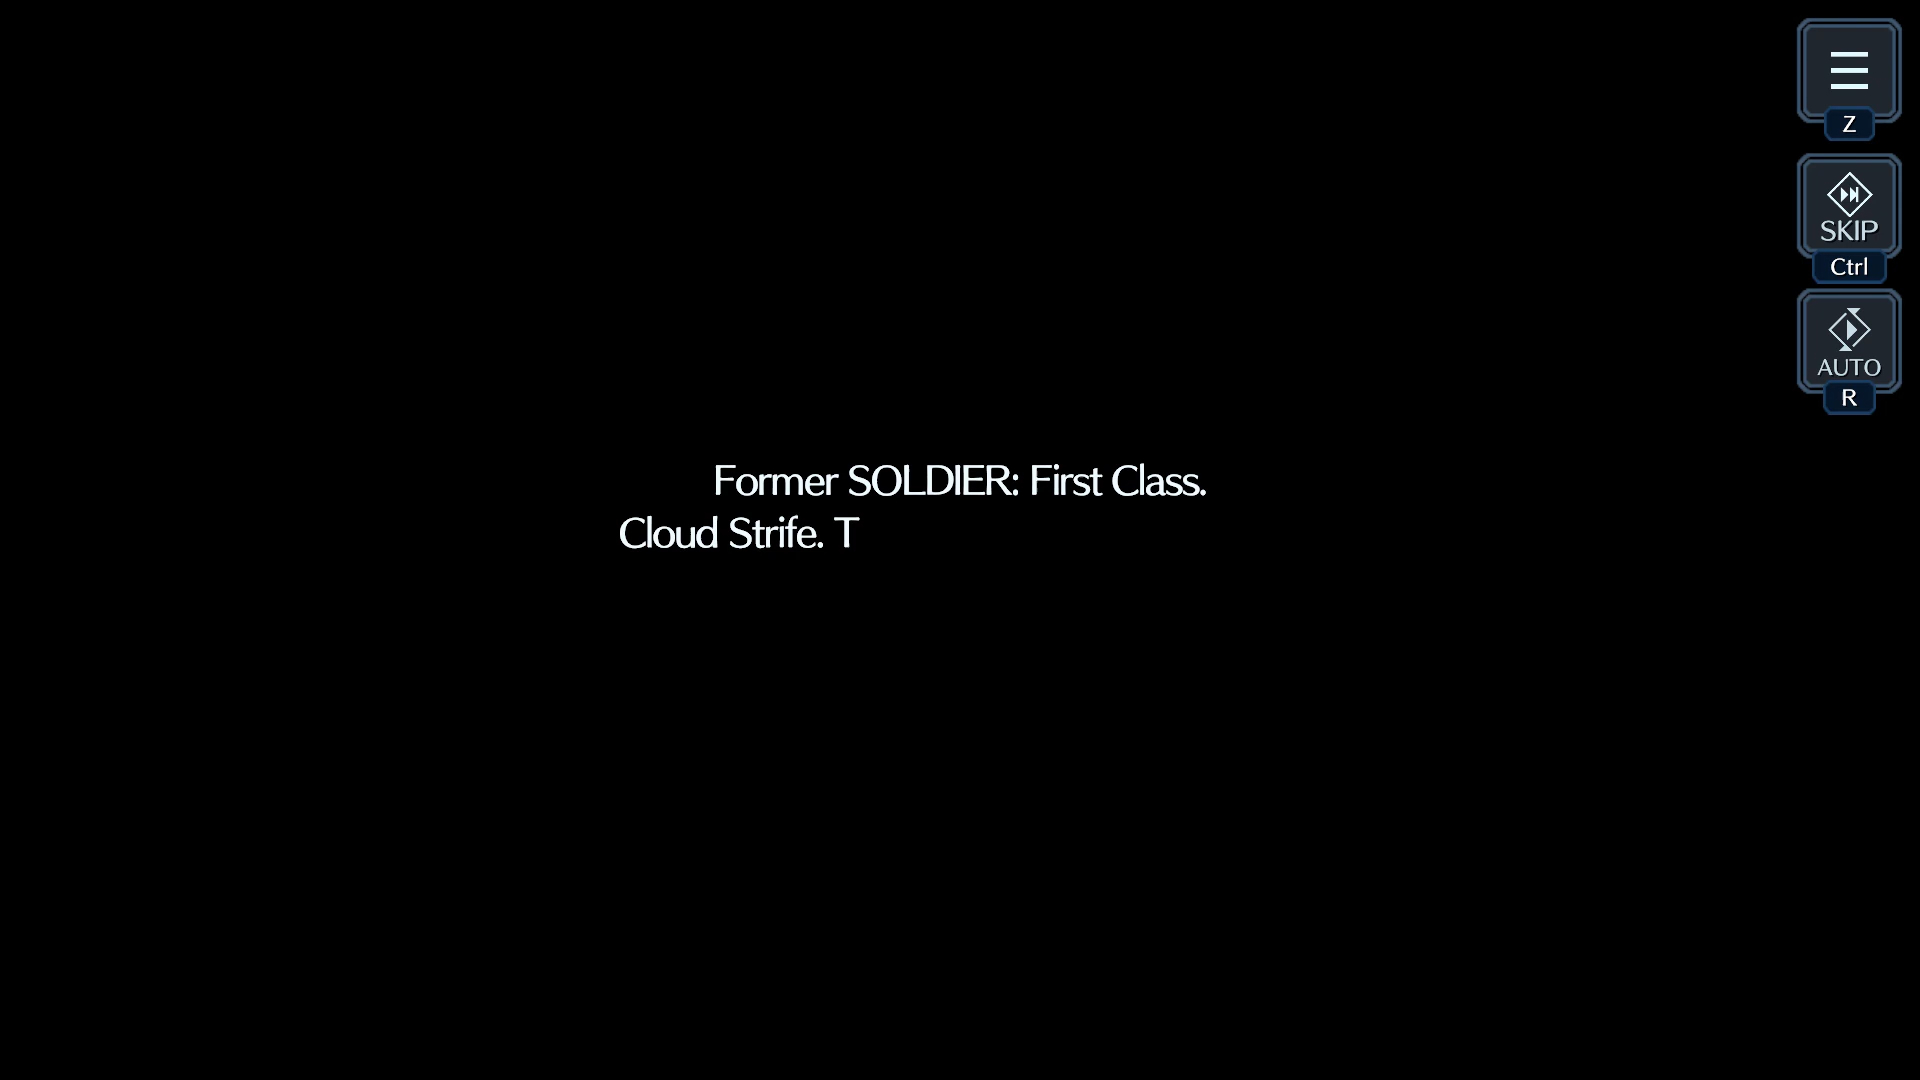 Z
SKIP
Ctrl
AUTO
R
Former SOLDIER: First Class.
Cloud Strife. T